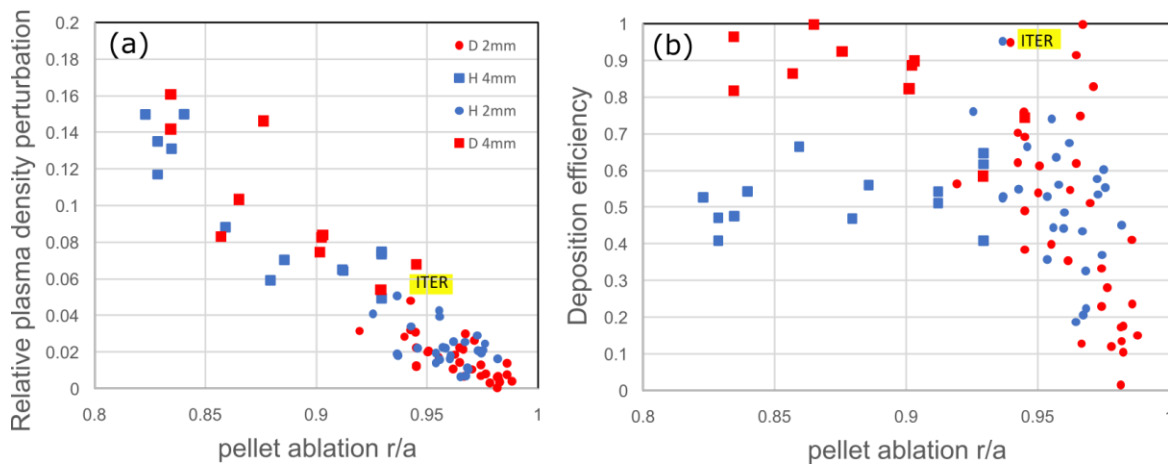 (a)
Relative plasma density perturbation
0.2
0.18
0.16
0.14
0.12
0.1
0.08
0.06
0.04
0.02
0
D 2mm
H 4mm
H 2mm
D 4mm
ITER
0.8 0.85 0.9 0.95 1
pellet ablation r/a
(b)
Deposition efficiency
1
0.9
0.8
0.7
0.6
0.5
0.4
0.3
0.2
0.1
0
ITER
0.8 0.85 0.9 0.95 1
pellet ablation r/a